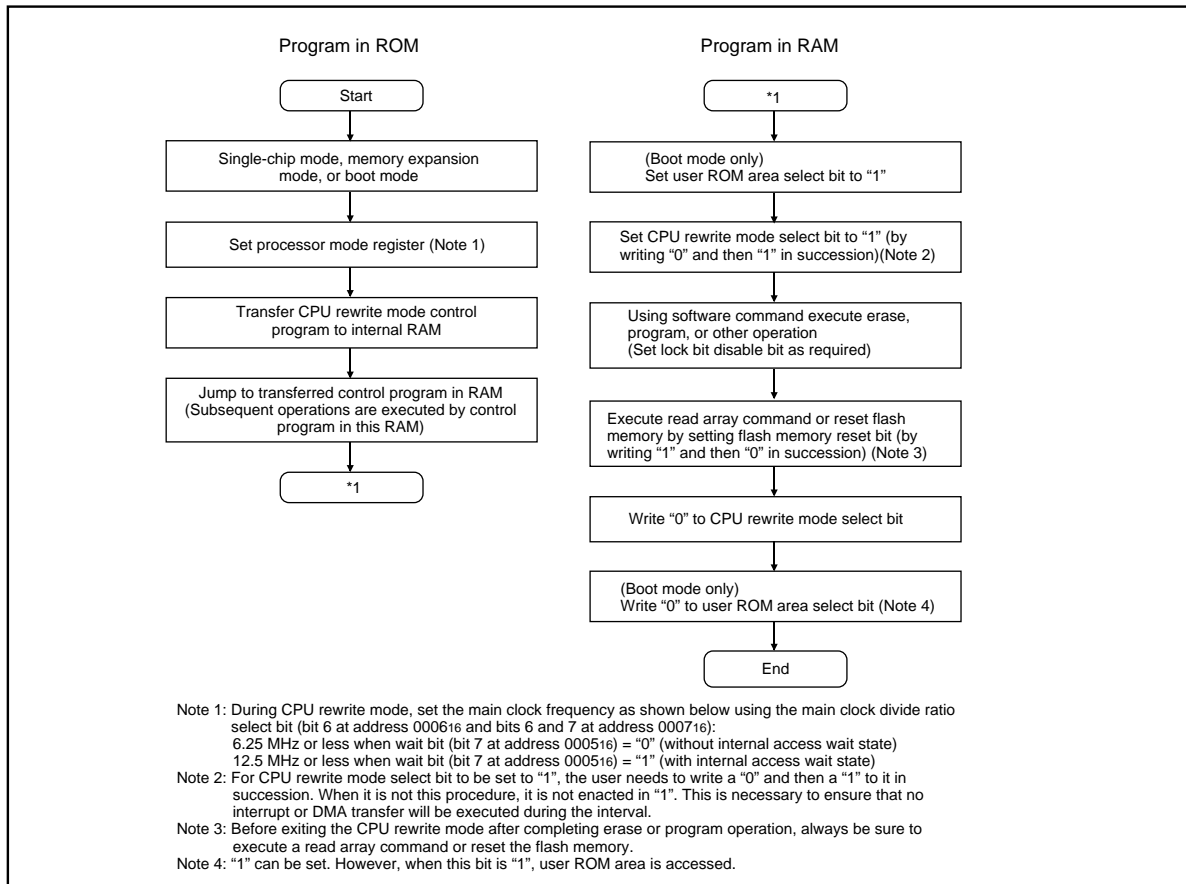 Program in ROM
Start
Single-chip mode, memory expansion
mode, or boot mode
Set processor mode register (Note 1)
Transfer CPU rewrite mode control
program to internal RAM
Jump to transferred control program in RAM
(Subsequent operations are executed by control
program in this RAM)
*1
Program in RAM
*1
(Boot mode only)
Set user ROM area select bit to “1”
Set CPU rewrite mode select bit to “1” (by
writing “0” and then “1” in succession)(Note 2)
Using software command execute erase,
program, or other operation
(Set lock bit disable bit as required)
Execute read array command or reset flash
memory by setting flash memory reset bit (by
writing “1” and then “0” in succession) (Note 3)
Write “0” to CPU rewrite mode select bit
(Boot mode only)
Write “0” to user ROM area select bit (Note 4)
End
Note 1: During CPU rewrite mode, set the main clock frequency as shown below using the main clock divide ratio
select bit (bit 6 at address 000616 and bits 6 and 7 at address 000716):
6.25 MHz or less when wait bit (bit 7 at address 000516) = “0” (without internal access wait state)
12.5 MHz or less when wait bit (bit 7 at address 000516) = “1” (with internal access wait state)
Note 2: For CPU rewrite mode select bit to be set to “1”, the user needs to write a “0” and then a “1” to it in
succession. When it is not this procedure, it is not enacted in “1”. This is necessary to ensure that no
interrupt or DMA transfer will be executed during the interval.
Note 3: Before exiting the CPU rewrite mode after completing erase or program operation, always be sure to
execute a read array command or reset the flash memory.
Note 4: “1” can be set. However, when this bit is “1”, user ROM area is accessed.